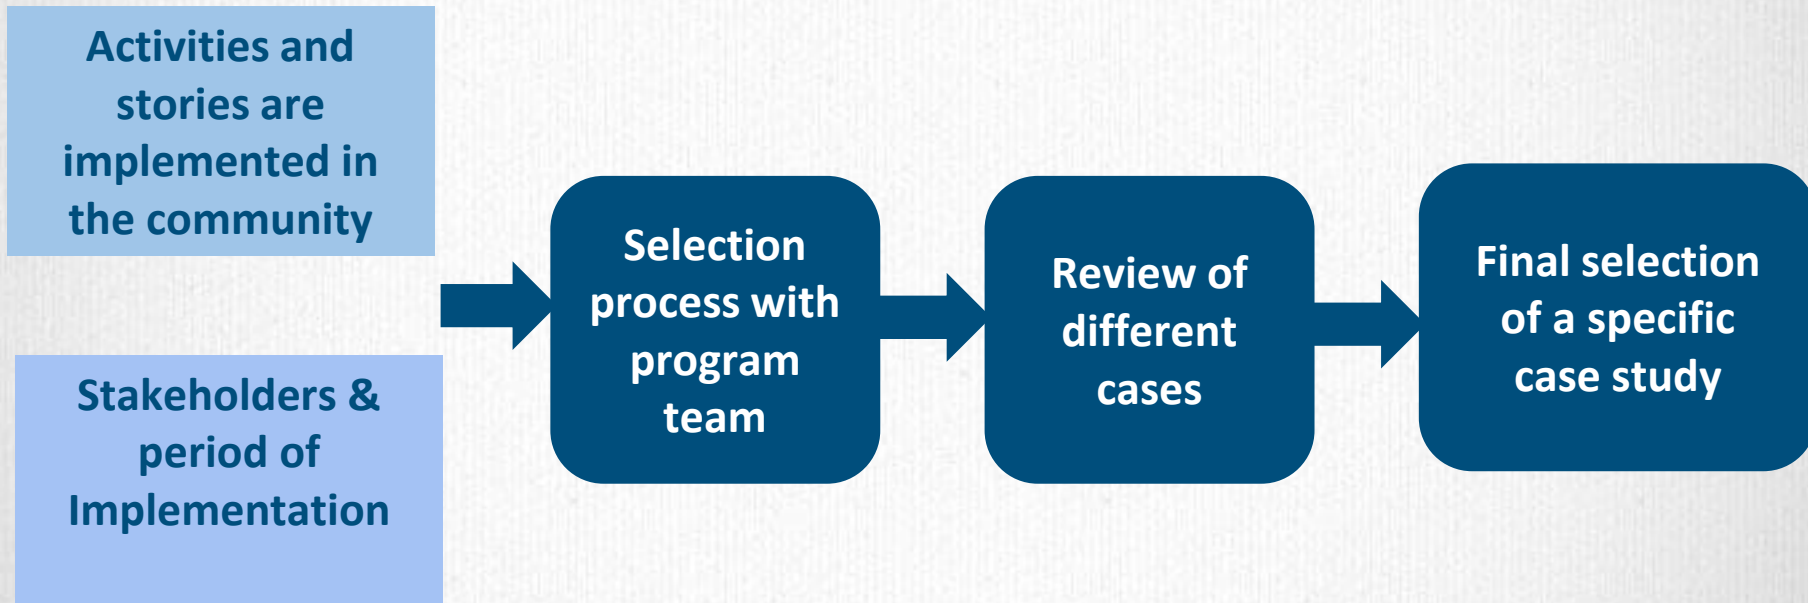 Activities and
stories are
implemented in
the community
Stakeholders &
period of
Implementation
Selection
process with
program
team
Review of
different
cases
Final selection
of a specific
case study